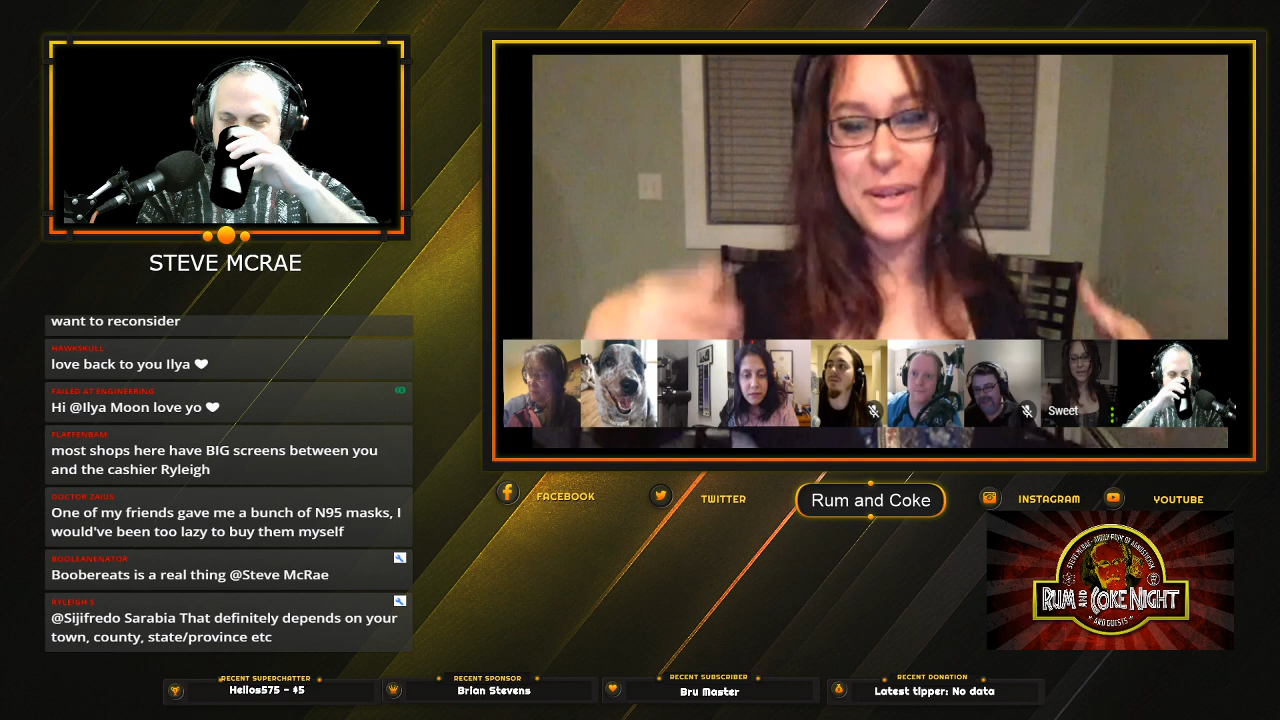 STEVE MCRAE
want to reconsider
HAWKSKULL
love back to you Ilya
FAILED AT ENGINEERING
Hi @Ilya Moon love yo
FLAFFENBAM
most shops here have BIG screens between you
and the cashier Ryleigh
DOCTOR ZAIUS
One of my friends gave me a bunch of N95 masks, I
would've been too lazy to buy them myself
BOOLEANENATOR
Boobereats is a real thing @Steve McRae
RYLEIGH S
@Sijifredo Sarabia That definitely depends on your
town, county, state/province etc
Sweet
FACEBOOK
TWITTER
Rum and Coke
INSTAGRAM
YOUTUBE
RUM AND COKE NIGHT
RECENT SUPERCHATTER
Helios575 - $5
RECENT SPONSOR
Brian Stevens
RECENT SUBSCRIBER
Bru Master
RECENT DONATION
Latest tipper: No data